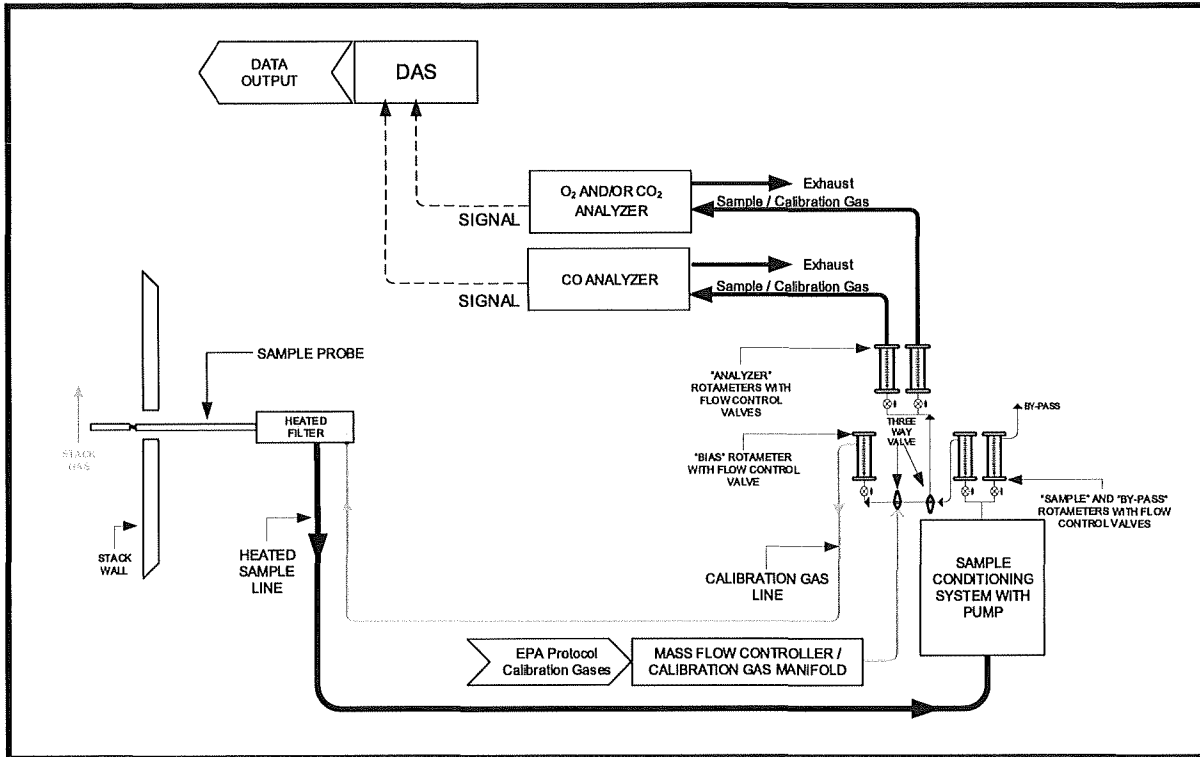 DATA
OUTPUT
DAS
O₂ AND/OR CO₂
ANALYZER
Exhaust
Sample / Calibration Gas
SIGNAL
CO ANALYZER
Exhaust
Sample / Calibration Gas
SIGNAL
SAMPLE PROBE
HEATED
FILTER
STACK
GAS
STACK
WALL
HEATED
SAMPLE
LINE
"ANALYZER"
ROTAMETERS WITH
FLOW CONTROL
VALVES
THREE
WAY
VALVE
BY-PASS
"BIAS" ROTAMETER
WITH FLOW CONTROL
VALVE
"SAMPLE" AND "BY-PASS"
ROTAMETERS WITH FLOW
CONTROL VALVES
CALIBRATION GAS
LINE
SAMPLE
CONDITIONING
SYSTEM WITH
PUMP
EPA Protocol
Calibration Gases
MASS FLOW CONTROLLER /
CALIBRATION GAS MANIFOLD